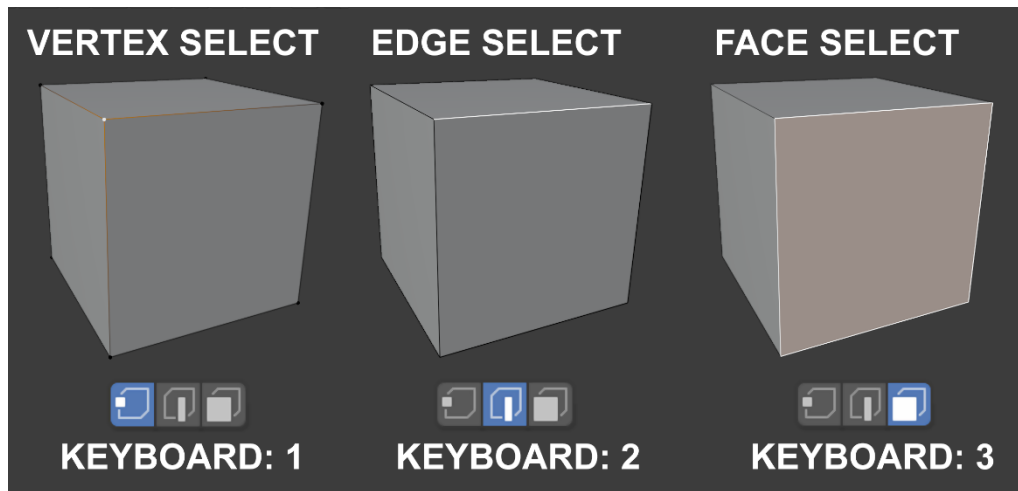 VERTEX SELECT
EDGE SELECT
FACE SELECT
KEYBOARD: 1
KEYBOARD: 2
KEYBOARD: 3